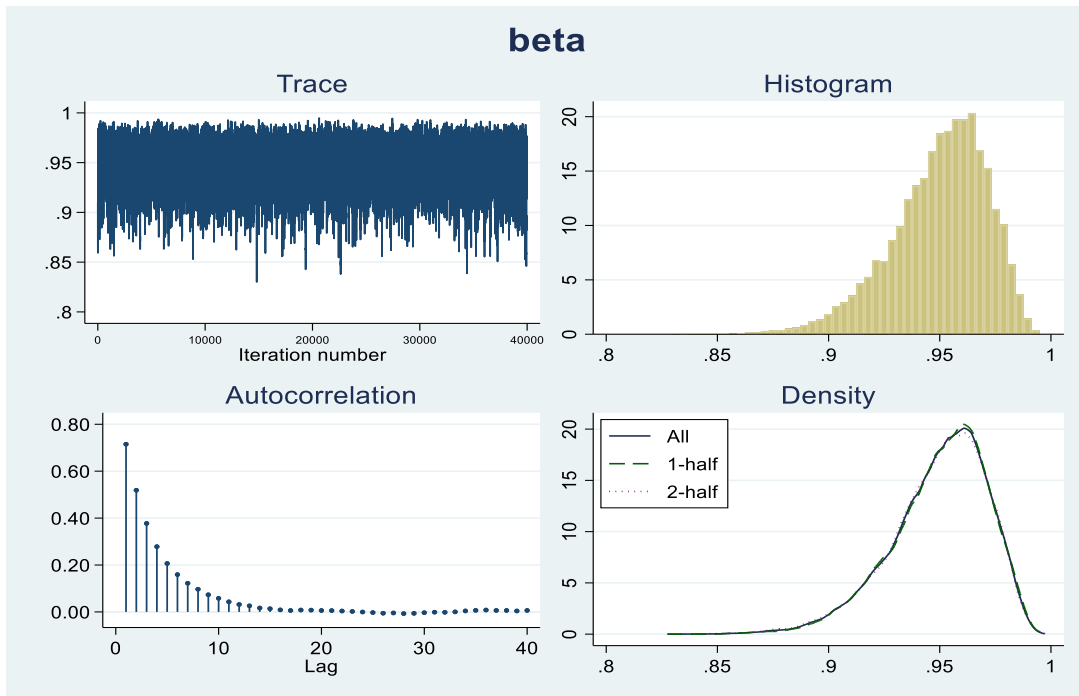 beta
Trace
1
.95
.9
.85
.8
0 10000 20000 30000 40000
Iteration number
Histogram
20
15
10
5
0
.8 .85 .9 .95 1
Autocorrelation
0.80
0.60
0.40
0.20
0.00
0 10 20 30 40
Lag
Density
All
1-half
2-half
20
15
10
5
0
.8 .85 .9 .95 1